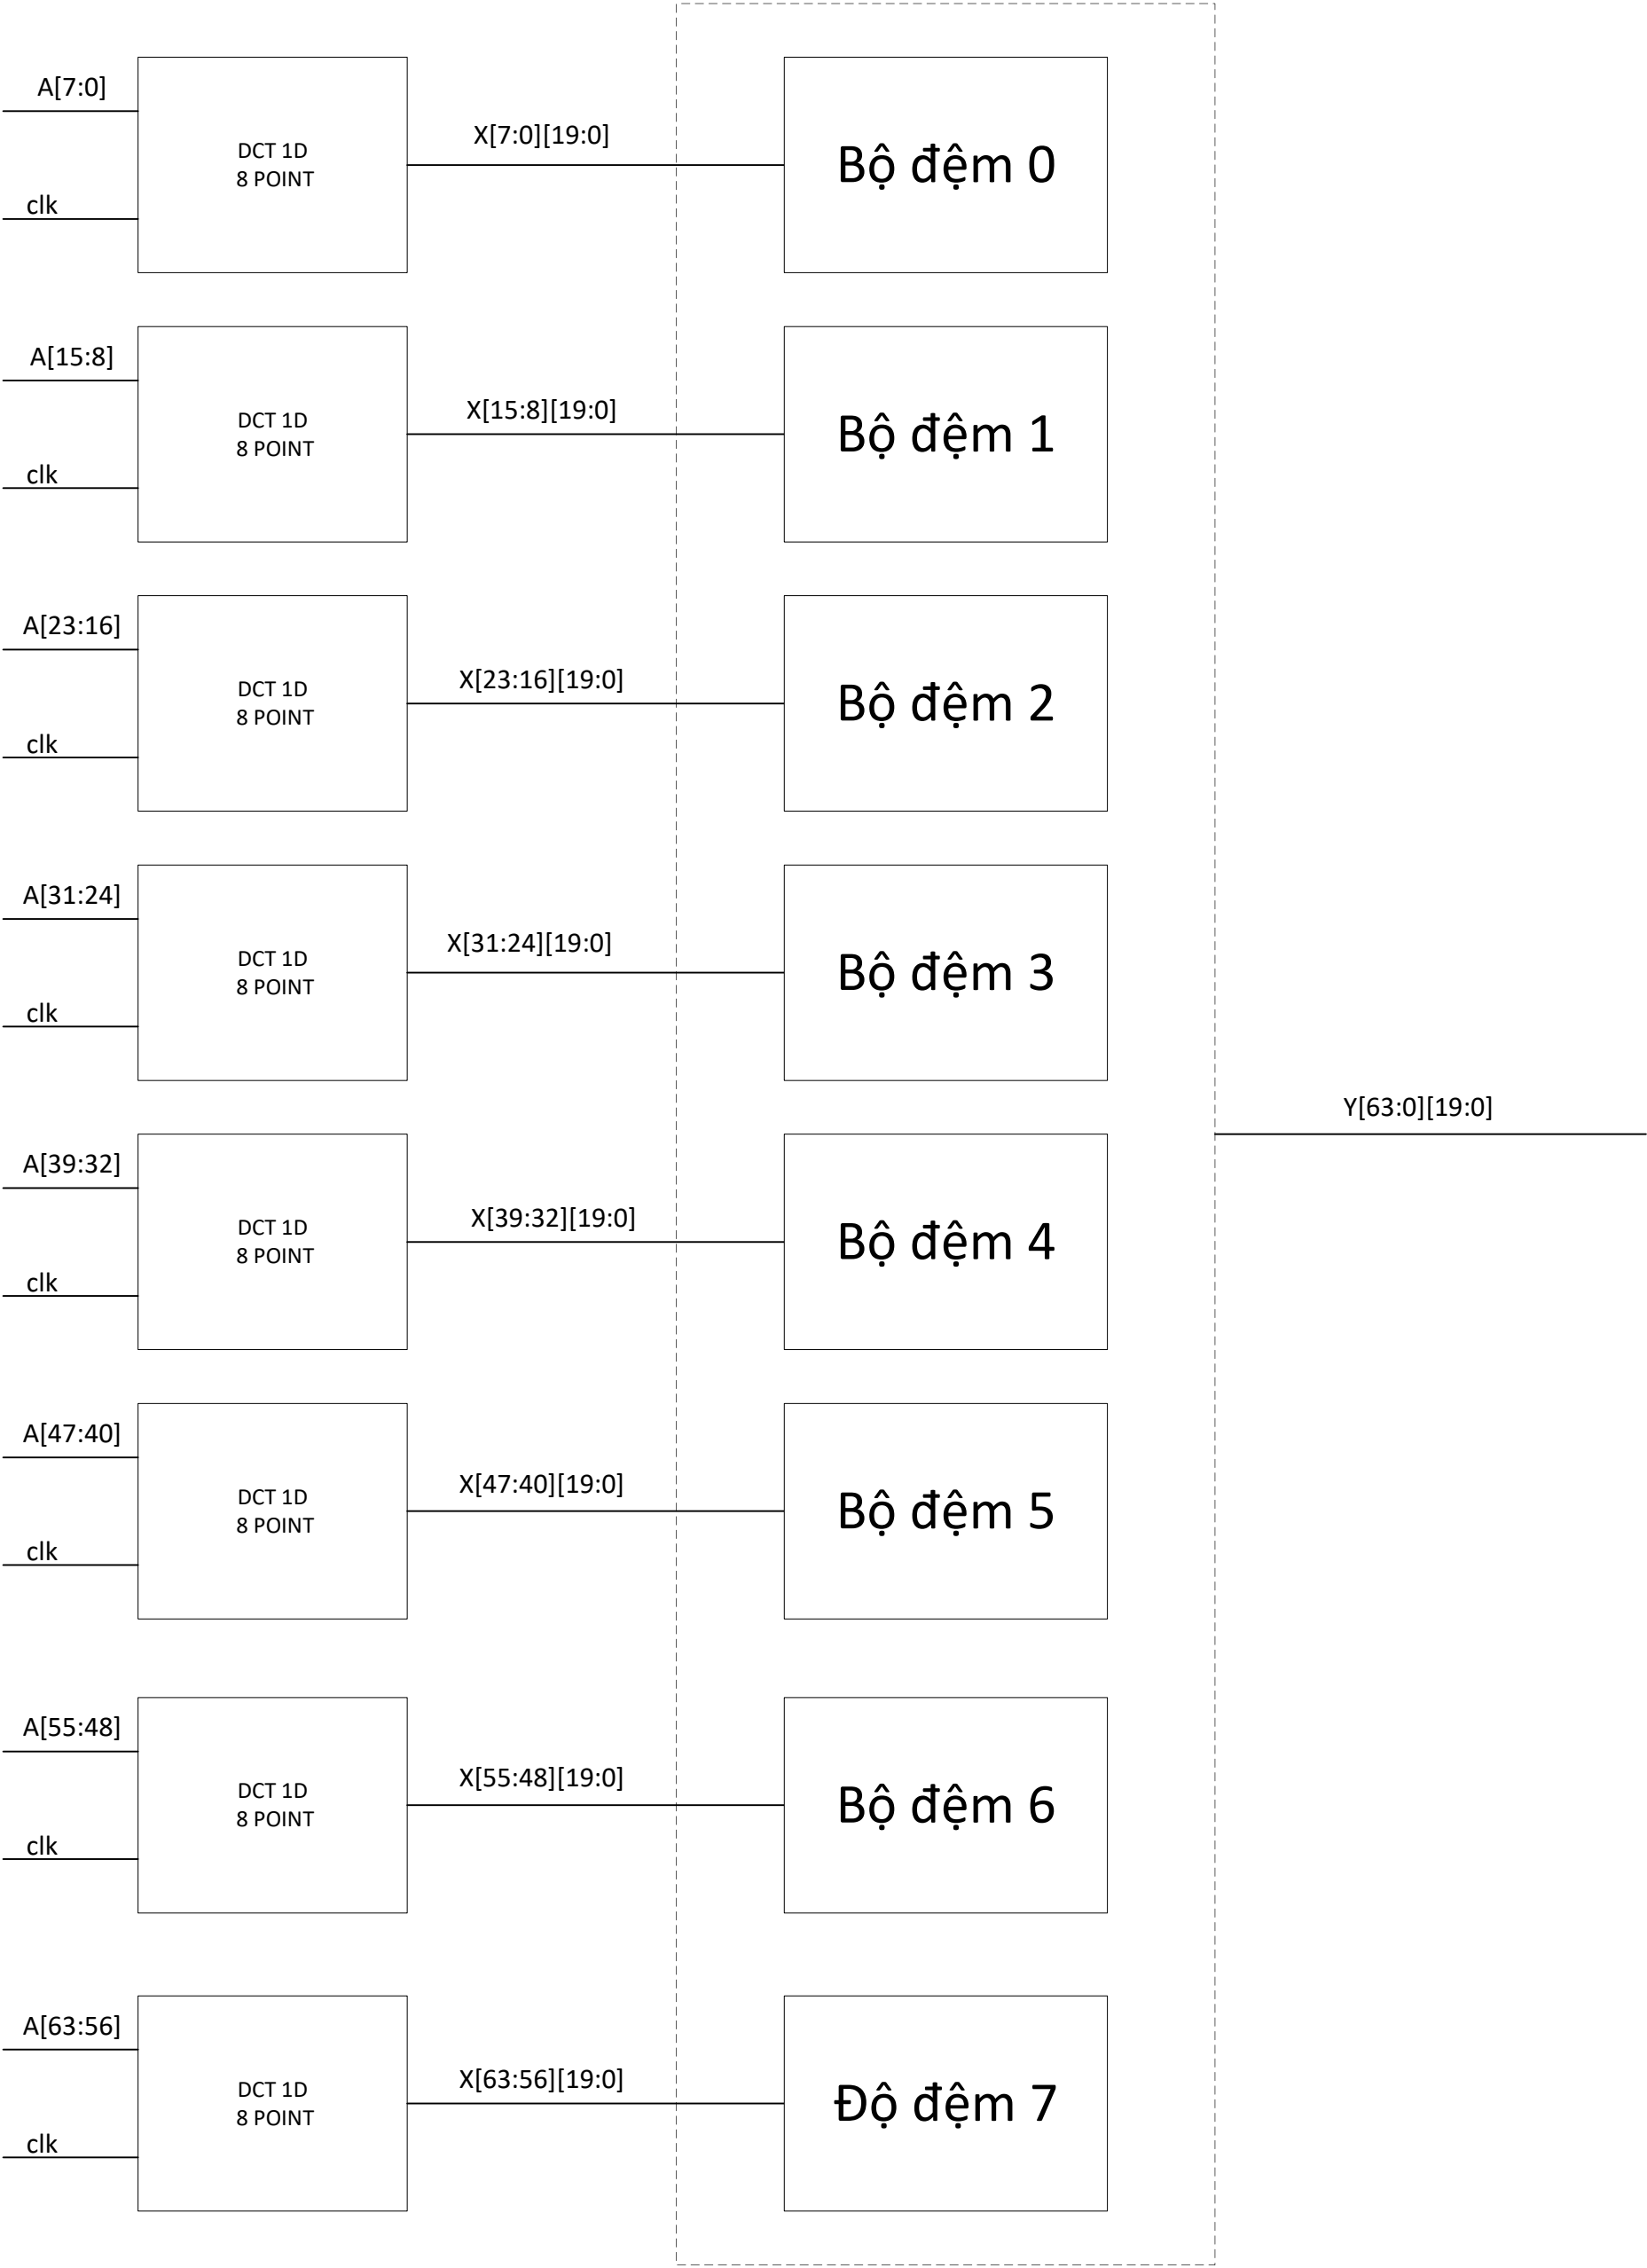 A[7:0]
clk
DCT 1D
8 POINT
X[7:0][19:0]
Bộ đệm 0
A[15:8]
clk
DCT 1D
8 POINT
X[15:8][19:0]
Bộ đệm 1
A[23:16]
clk
DCT 1D
8 POINT
X[23:16][19:0]
Bộ đệm 2
A[31:24]
clk
DCT 1D
8 POINT
X[31:24][19:0]
Bộ đệm 3
Y[63:0][19:0]
A[39:32]
clk
DCT 1D
8 POINT
X[39:32][19:0]
Bộ đệm 4
A[47:40]
clk
DCT 1D
8 POINT
X[47:40][19:0]
Bộ đệm 5
A[55:48]
clk
DCT 1D
8 POINT
X[55:48][19:0]
Bộ đệm 6
A[63:56]
clk
DCT 1D
8 POINT
X[63:56][19:0]
Độ đệm 7